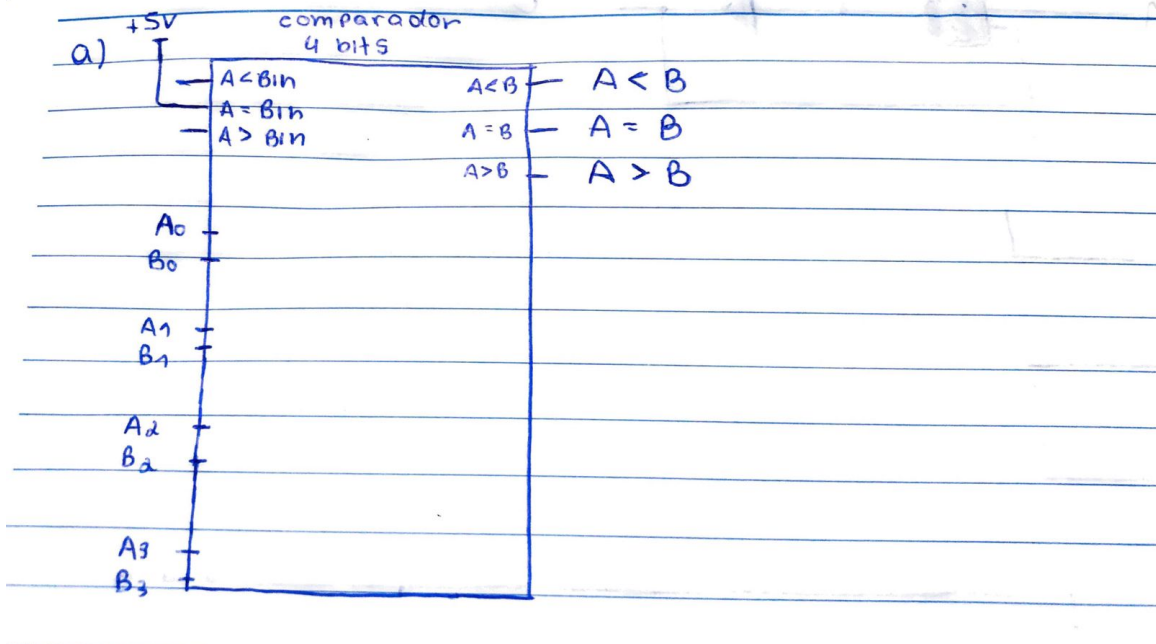 +5V comparador
a) 4 bits
A<Bin A<B A < B
A=Bin
A> Bin A=B A = B
A>B A > B
A0
B0
A1
B1
A2
B2
A3
B3